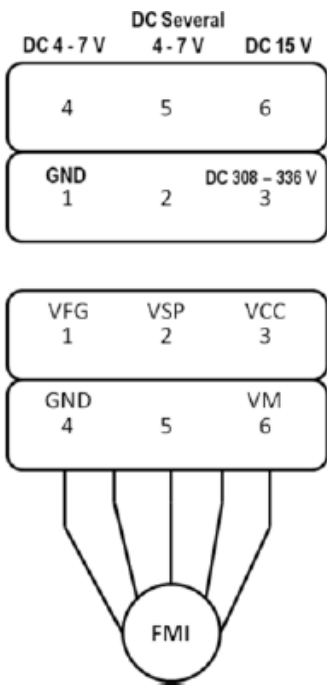 DC Several
DC 4 - 7 V 4 - 7 V DC 15 V
4 5 6
GND DC 308 – 336 V
1 2 3
VFG VSP VCC
1 2 3
GND VM
4 5 6
FMI